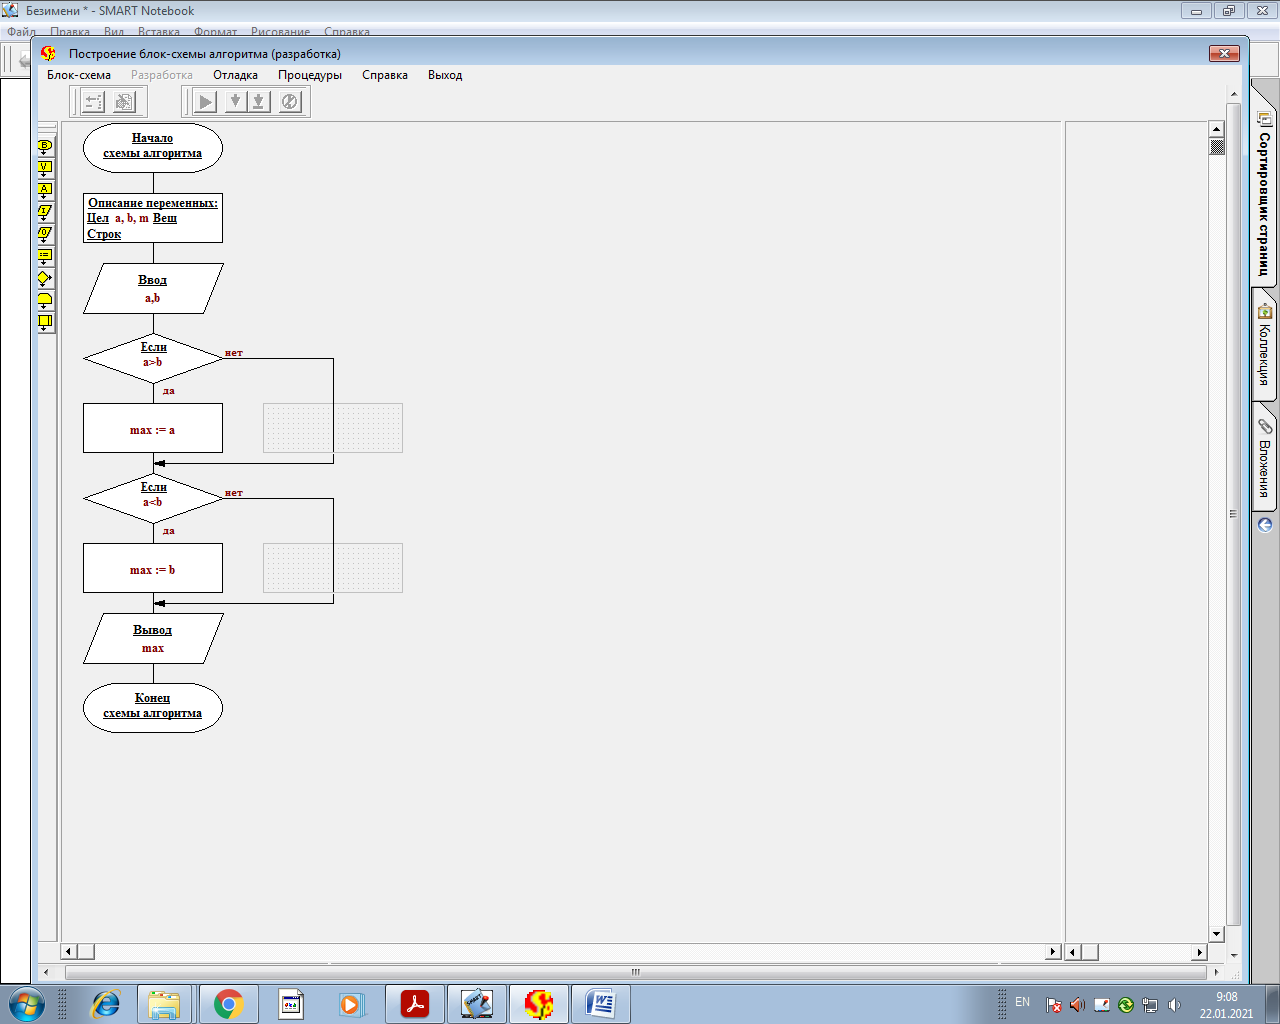 Безимени * - SMART Notebook
Файл Правка Вид Вставка Формат Рисование Справка
Построение блок-схемы алгоритма (разработка)
Блок-схема Разработка Отладка Процедуры Справка Выход
Начало
схемы алгоритма
Описание переменных:
Цел a, b, m Вещ
Строк
Ввод
a,b
Если
a>b
нет
да
max := a
Если
a<b
нет
да
max := b
Вывод
max
Конец
схемы алгоритма
B
V
A
I
O
:=
Сортировщик страниц
Коллекция
Вложения
EN
9:08
22.01.2021